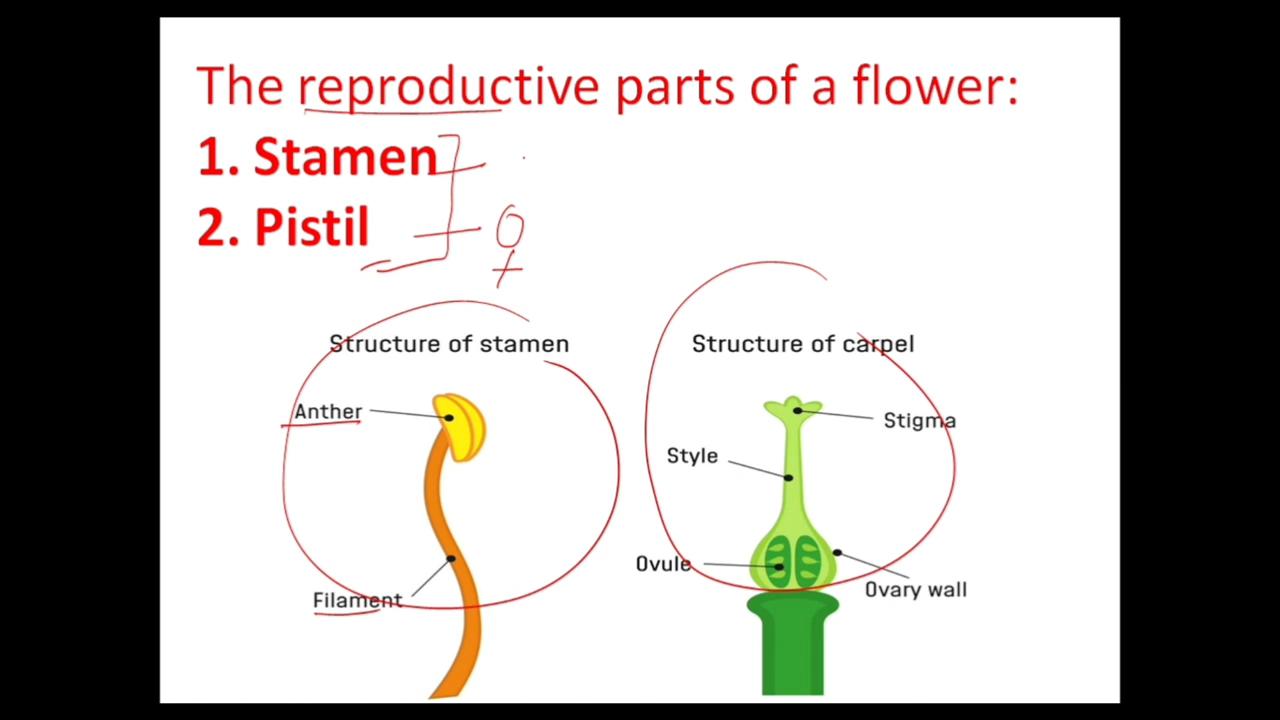 The reproductive parts of a flower:
1. Stamen
2. Pistil
Structure of stamen
Anther
Filament
Structure of carpel
Stigma
Style
Ovule
Ovary wall